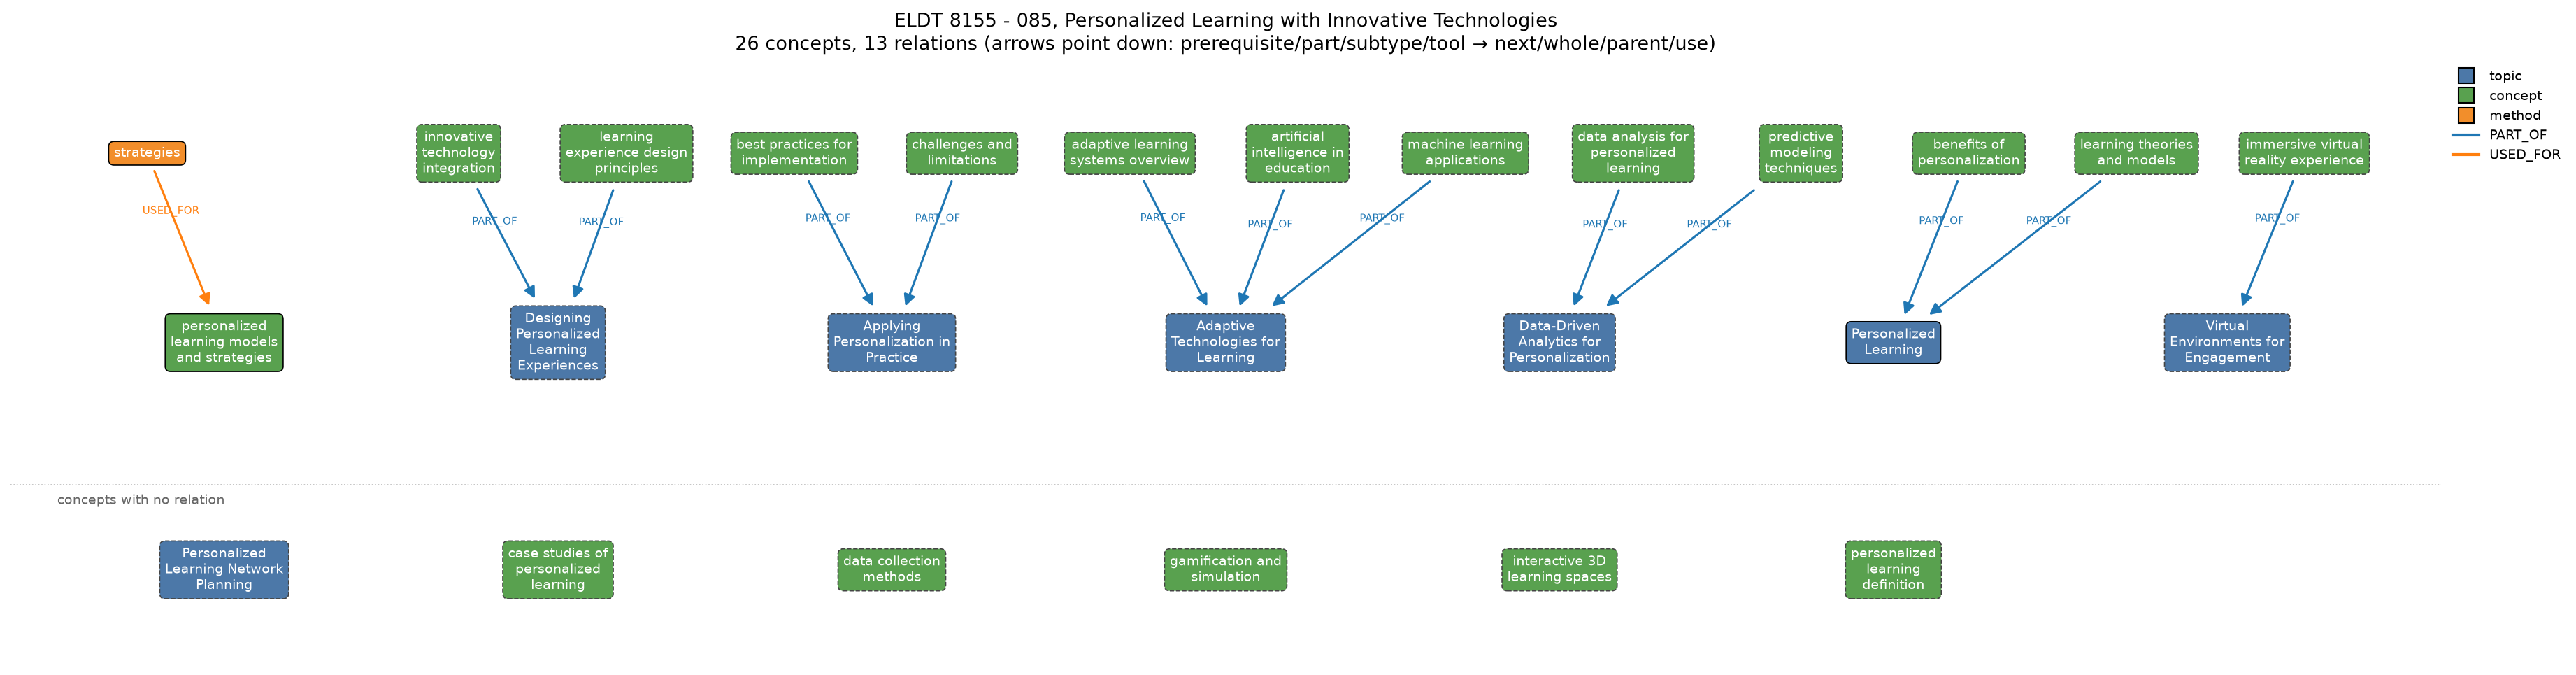 ELDT 8155 - 085, Personalized Learning with Innovative Technologies
26 concepts, 13 relations (arrows point down: prerequisite/part/subtype/tool → next/whole/parent/use)
topic
concept
method
PART_OF
USED_FOR
strategies
innovative
technology
integration
learning
experience design
principles
best practices for
implementation
challenges and
limitations
adaptive learning
systems overview
artificial
intelligence in
education
machine learning
applications
data analysis for
personalized
learning
predictive
modeling
techniques
benefits of
personalization
learning theories
and models
immersive virtual
reality experience
USED_FOR
PART_OF
PART_OF
PART_OF
PART_OF
PART_OF
PART_OF
PART_OF
PART_OF
PART_OF
PART_OF
PART_OF
PART_OF
personalized
learning models
and strategies
Designing
Personalized
Learning
Experiences
Applying
Personalization in
Practice
Adaptive
Technologies for
Learning
Data-Driven
Analytics for
Personalization
Personalized
Learning
Virtual
Environments for
Engagement
concepts with no relation
Personalized
Learning Network
Planning
case studies of
personalized
learning
data collection
methods
gamification and
simulation
interactive 3D
learning spaces
personalized
learning
definition